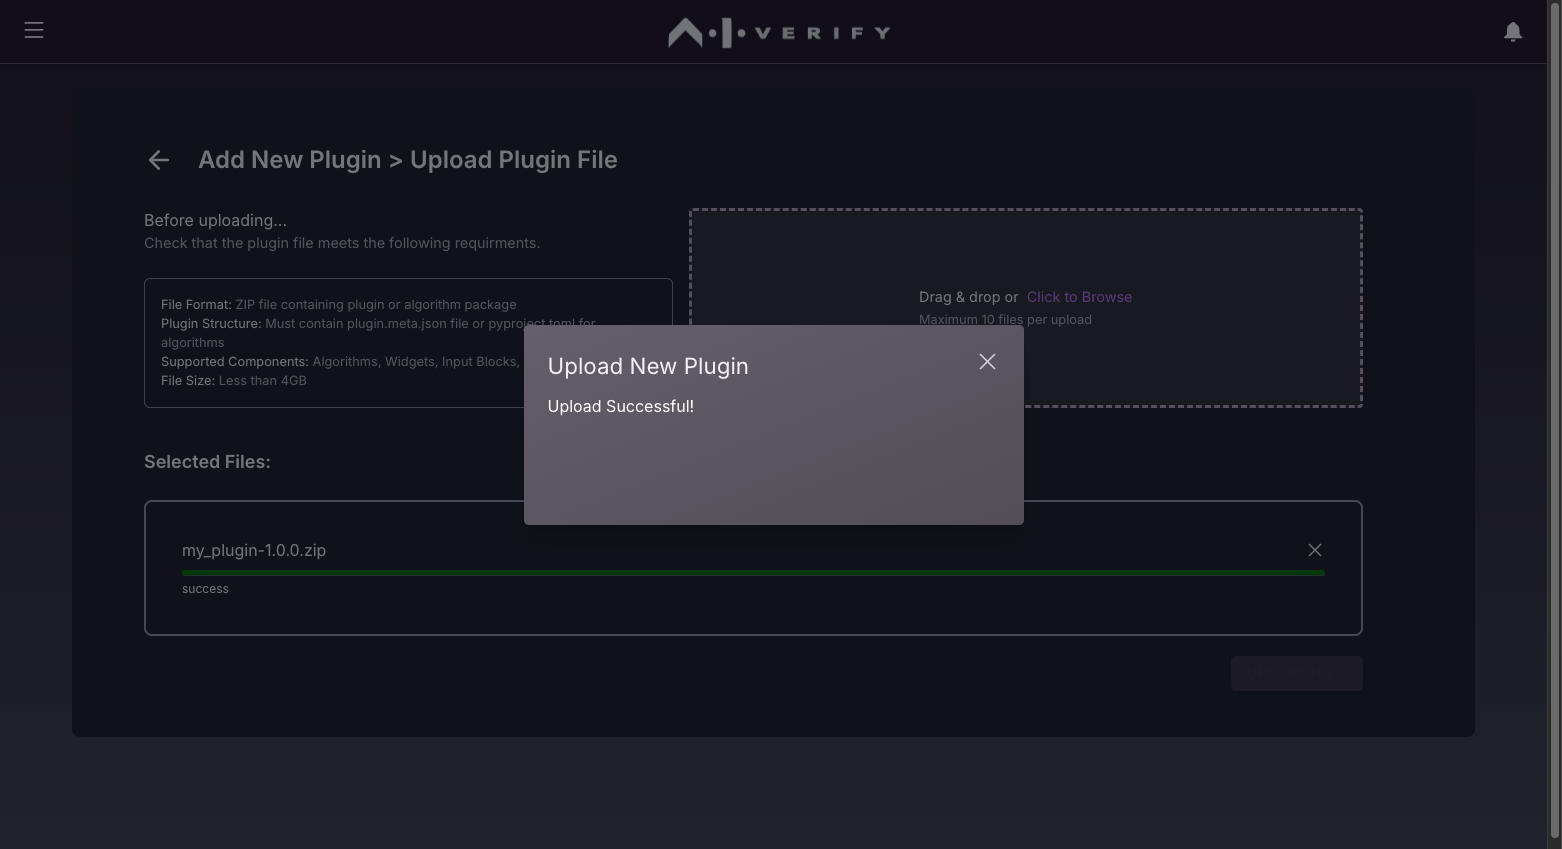 VERIFY
Add New Plugin > Upload Plugin File
Before uploading...
Check that the plugin file meets the following requirments.
File Format: ZIP file containing plugin or algorithm package
Plugin Structure: Must contain plugin.meta.json file or pyproject.toml for
algorithms
Supported Components: Algorithms, Widgets, Input Blocks,
File Size: Less than 4GB
Drag & drop or Click to Browse
Maximum 10 files per upload
Upload New Plugin
Upload Successful!
Selected Files:
my_plugin-1.0.0.zip
success